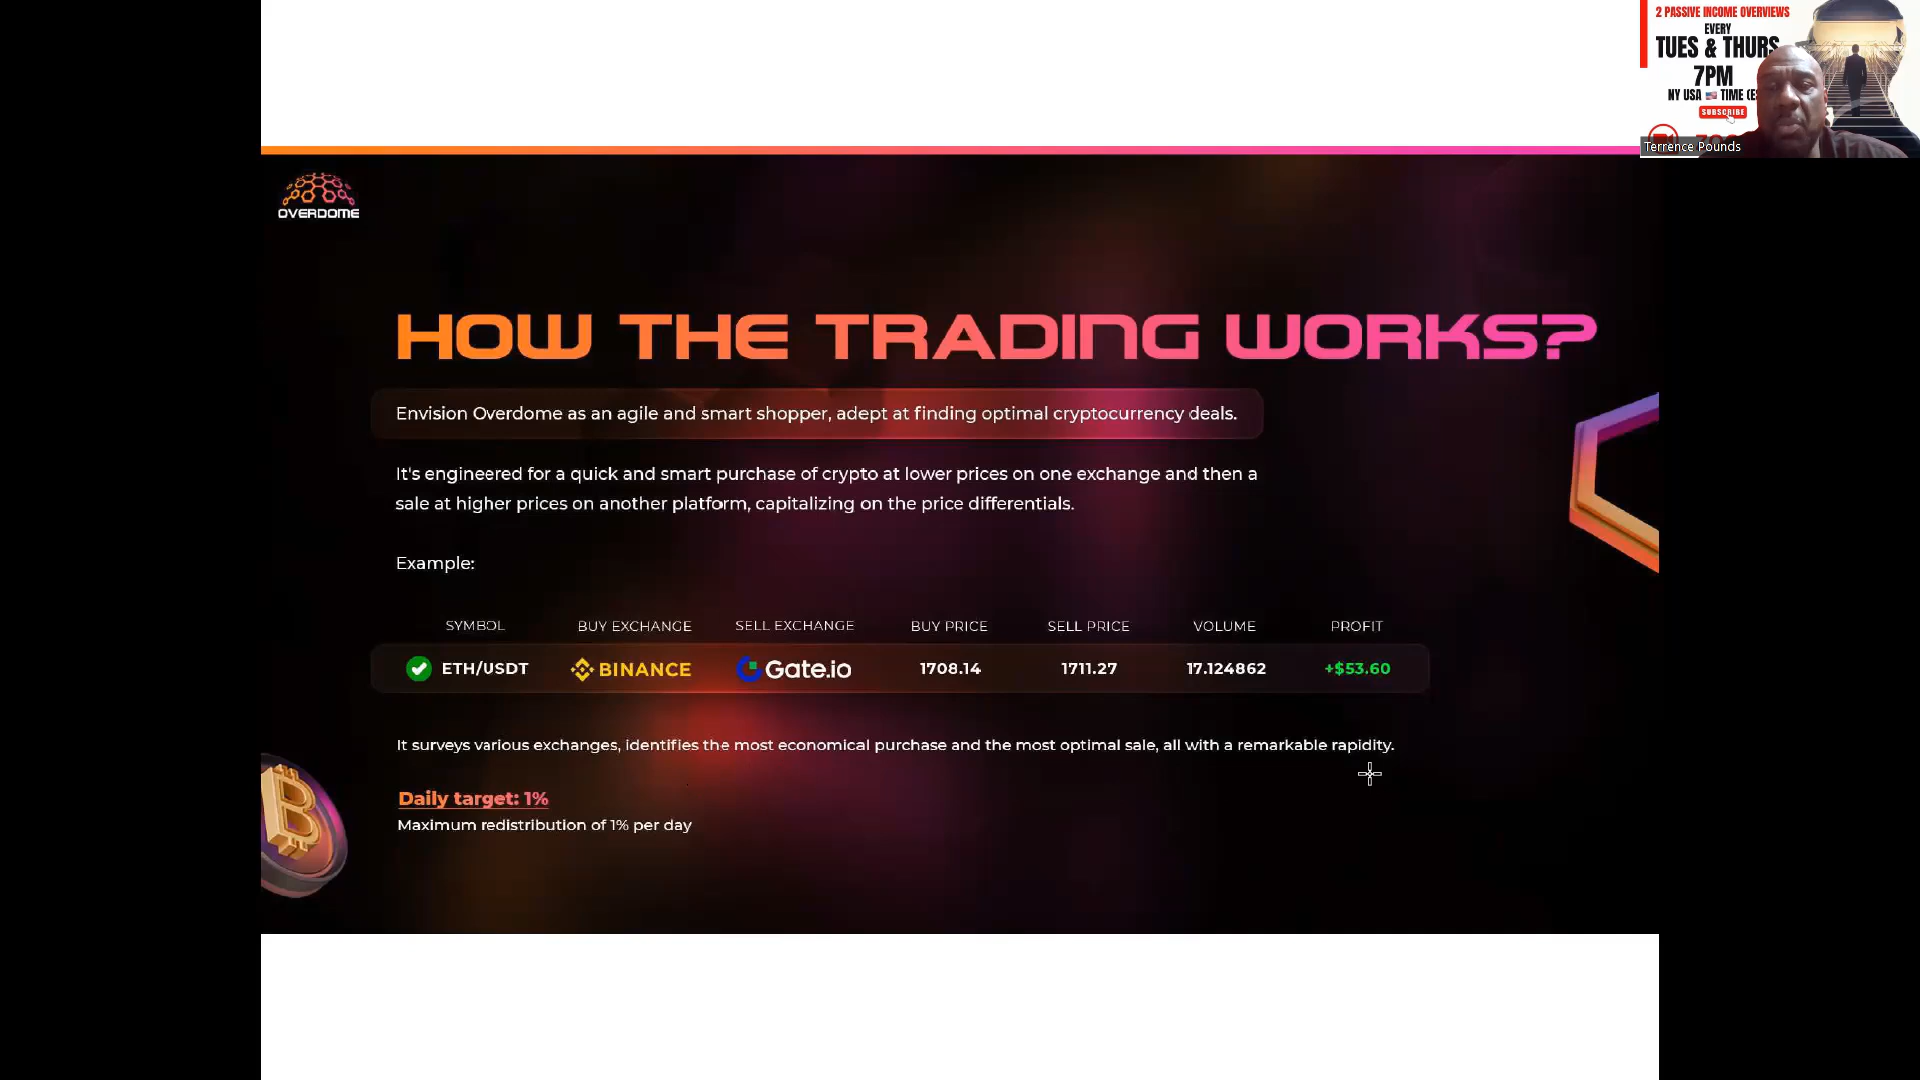 2 PASSIVE INCOME OVERVIEWS
EVERY
TUES & THURS
7PM
NY USA TIME
SUBSCRIBE
Terrence Pounds
OVERDOME
HOW THE TRADING WORKS?
Envision Overdome as an agile and smart shopper, adept at finding optimal cryptocurrency deals.
It's engineered for a quick and smart purchase of crypto at lower prices on one exchange and then a
sale at higher prices on another platform, capitalizing on the price differentials.
Example:
SYMBOL BUY EXCHANGE SELL EXCHANGE BUY PRICE SELL PRICE VOLUME PROFIT
ETH/USDT BINANCE Gate.io 1708.14 1711.27 17.124862 +$53.60
It surveys various exchanges, identifies the most economical purchase and the most optimal sale, all with a remarkable rapidity.
Daily target: 1%
Maximum redistribution of 1% per day